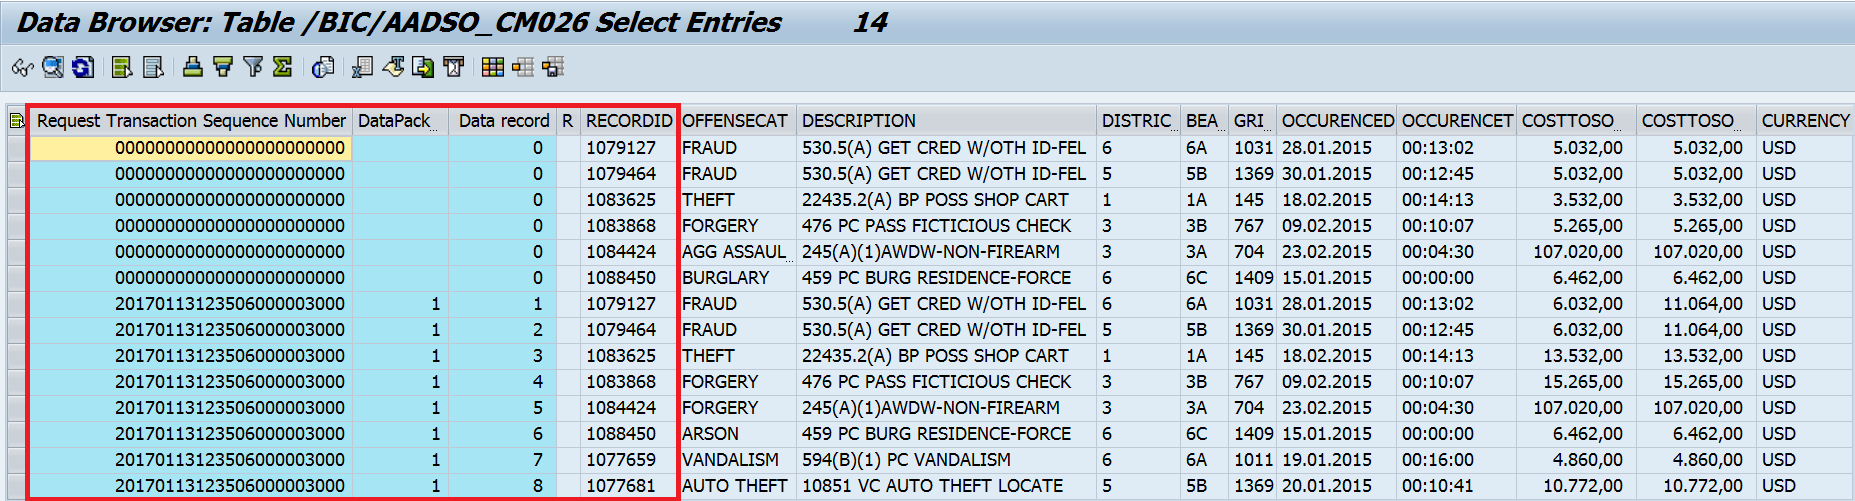 Data Browser: Table /BIC/AADSO_CM026 Select Entries 14
Request Transaction Sequence Number DataPack Data record R RECORDID OFFENSECAT DESCRIPTION DISTRIC BEA GRI OCCURENCED OCCURENCET COSTTOSO COSTTOSO CURRENCY
00000000000000000000000 0 1079127 FRAUD 530.5(A) GET CRED W/OTH ID-FEL 6 6A 1031 28.01.2015 00:13:02 5.032,00 5.032,00 USD
00000000000000000000000 0 1079464 FRAUD 530.5(A) GET CRED W/OTH ID-FEL 5 5B 1369 30.01.2015 00:12:45 5.032,00 5.032,00 USD
00000000000000000000000 0 1083625 THEFT 22435.2(A) BP POSS SHOP CART 1 1A 145 18.02.2015 00:14:13 3.532,00 3.532,00 USD
00000000000000000000000 0 1083868 FORGERY 476 PC PASS FICTICIOUS CHECK 3 3B 767 09.02.2015 00:10:07 5.265,00 5.265,00 USD
00000000000000000000000 0 1084424 AGG ASSAUL 245(A)(1)AWDW-NON-FIREARM 3 3A 704 23.02.2015 00:04:30 107.020,00 107.020,00 USD
00000000000000000000000 0 1088450 BURGLARY 459 PC BURG RESIDENCE-FORCE 6 6C 1409 15.01.2015 00:00:00 6.462,00 6.462,00 USD
20170113123506000003000 1 1 1079127 FRAUD 530.5(A) GET CRED W/OTH ID-FEL 6 6A 1031 28.01.2015 00:13:02 6.032,00 11.064,00 USD
20170113123506000003000 1 2 1079464 FRAUD 530.5(A) GET CRED W/OTH ID-FEL 5 5B 1369 30.01.2015 00:12:45 6.032,00 11.064,00 USD
20170113123506000003000 1 3 1083625 THEFT 22435.2(A) BP POSS SHOP CART 1 1A 145 18.02.2015 00:14:13 13.532,00 13.532,00 USD
20170113123506000003000 1 4 1083868 FORGERY 476 PC PASS FICTICIOUS CHECK 3 3B 767 09.02.2015 00:10:07 15.265,00 15.265,00 USD
20170113123506000003000 1 5 1084424 FORGERY 245(A)(1)AWDW-NON-FIREARM 3 3A 704 23.02.2015 00:04:30 107.020,00 107.020,00 USD
20170113123506000003000 1 6 1088450 ARSON 459 PC BURG RESIDENCE-FORCE 6 6C 1409 15.01.2015 00:00:00 6.462,00 6.462,00 USD
20170113123506000003000 1 7 1077659 VANDALISM 594(B)(1) PC VANDALISM 6 6A 1011 19.01.2015 00:16:00 4.860,00 4.860,00 USD
20170113123506000003000 1 8 1077681 AUTO THEFT 10851 VC AUTO THEFT LOCATE 5 5B 1369 20.01.2015 00:10:41 10.772,00 10.772,00 USD